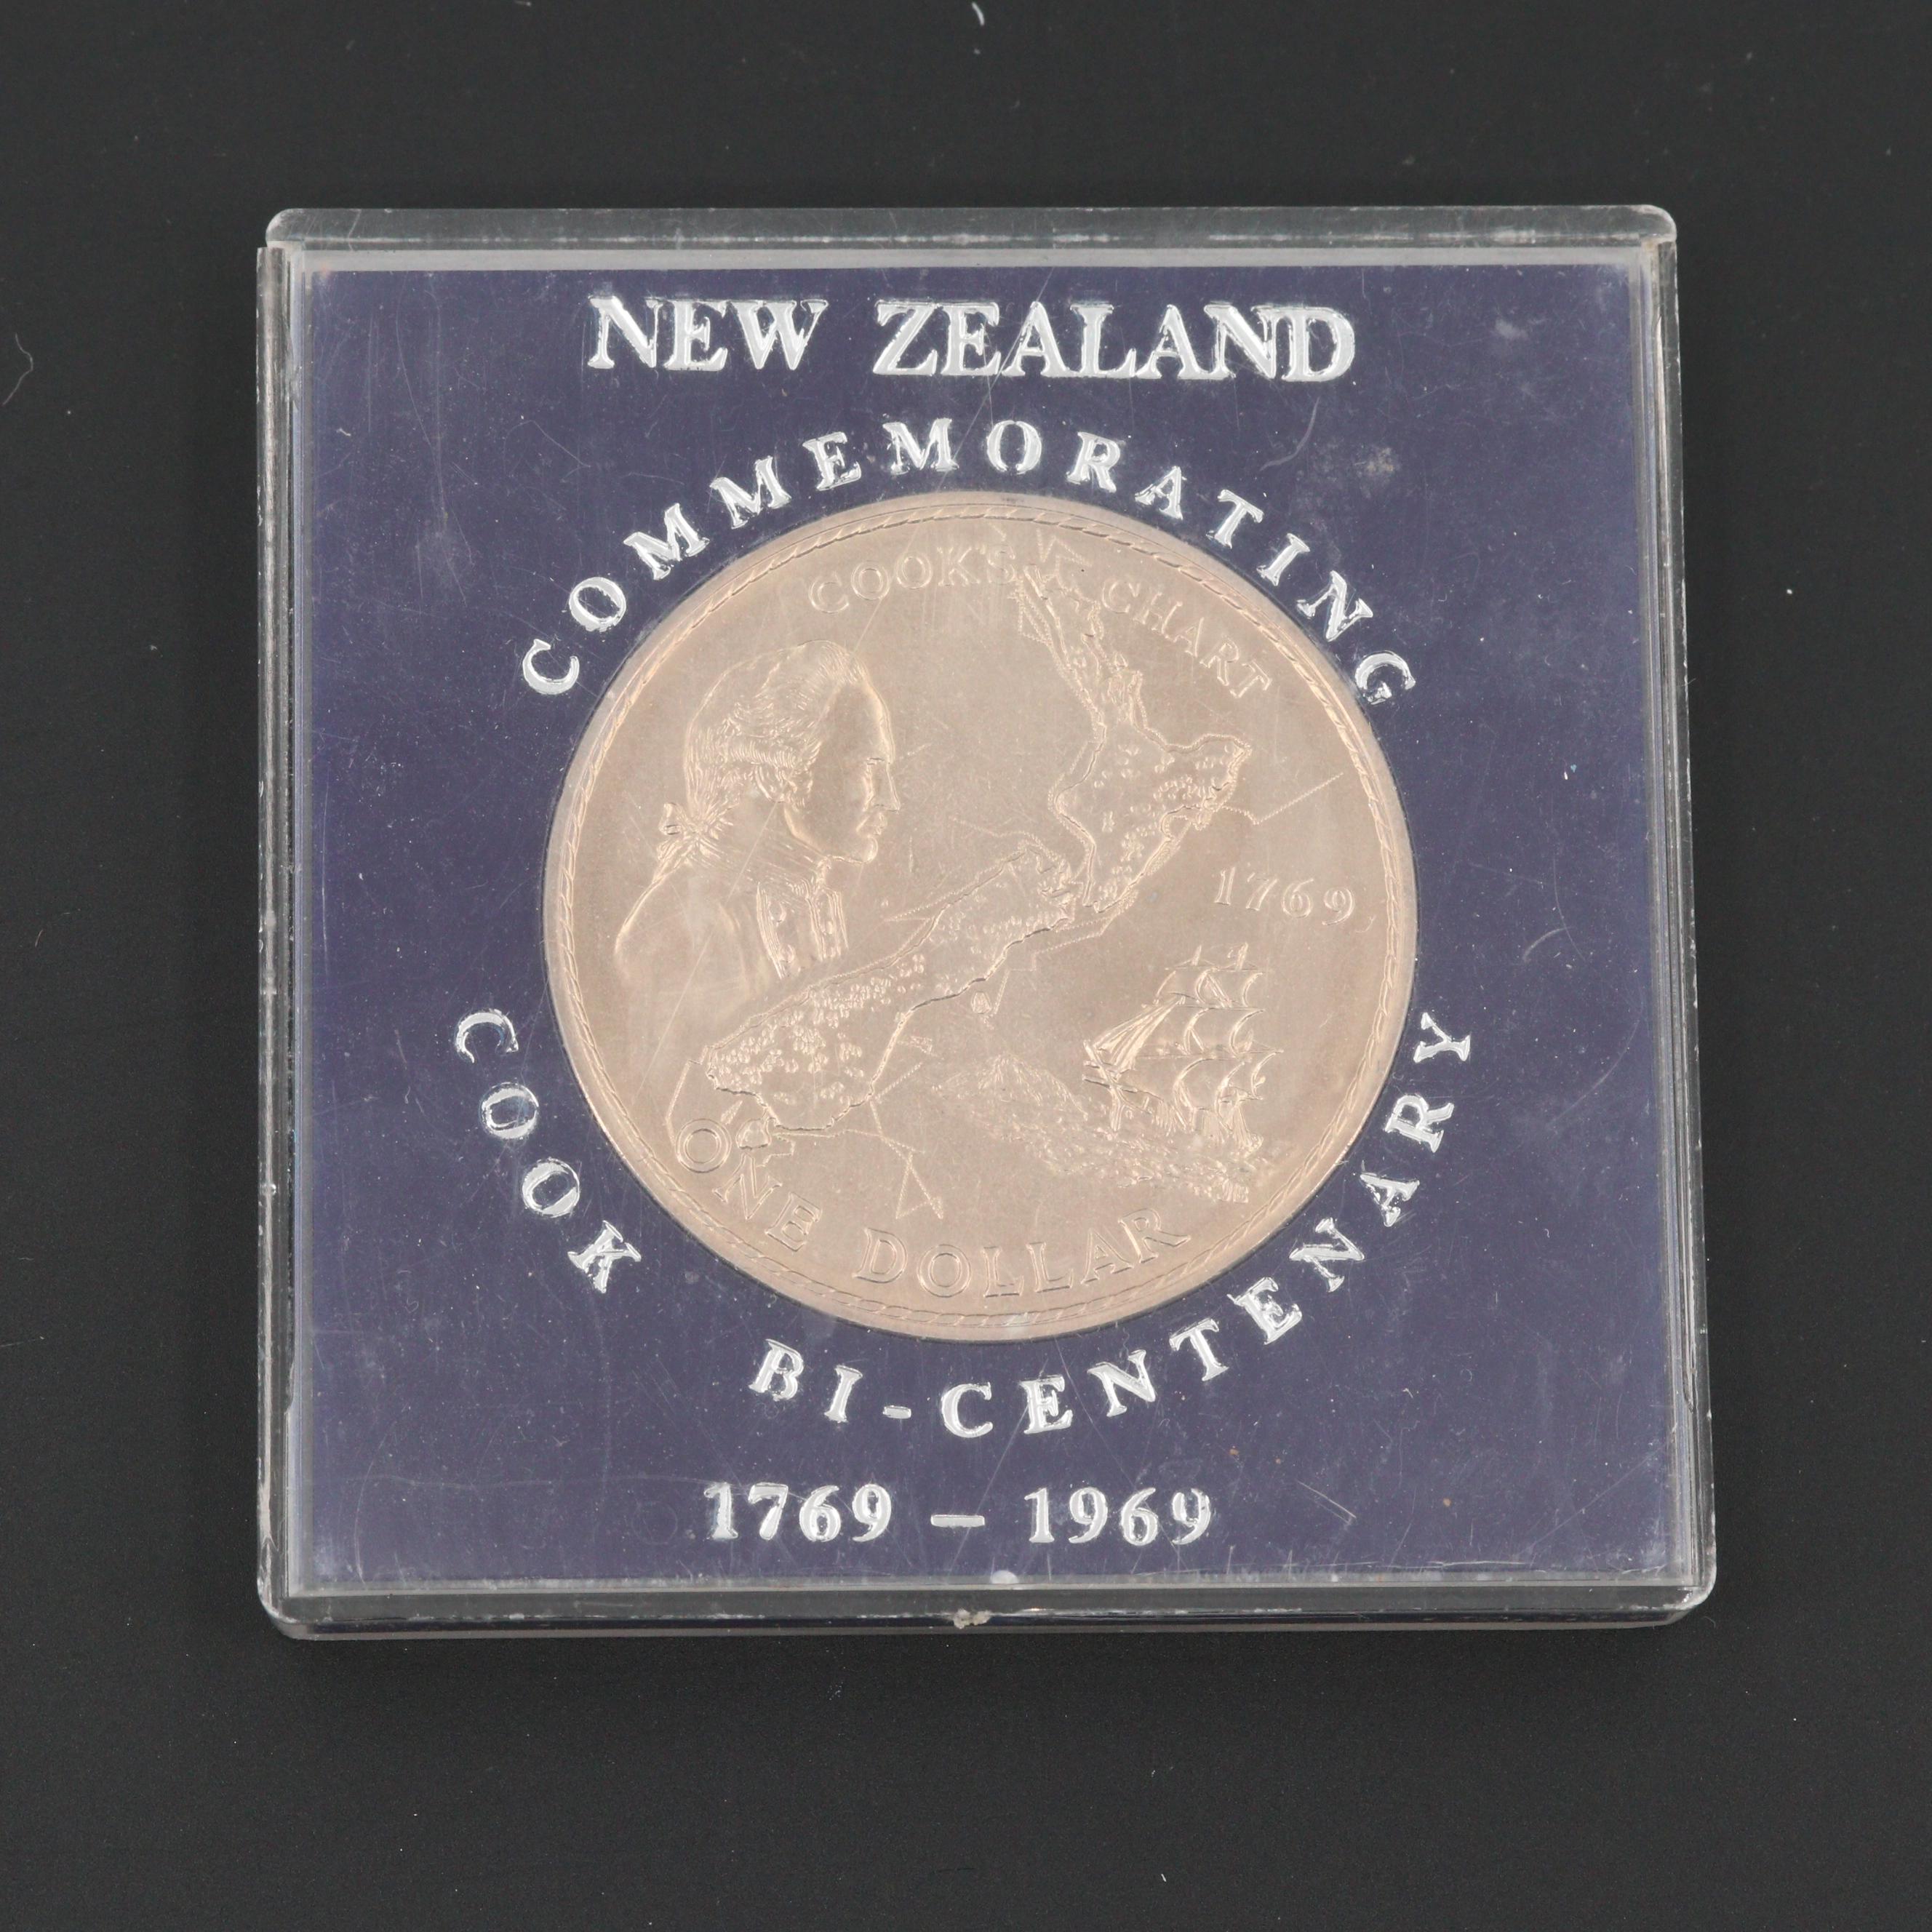 NEW ZEALAND
COMMEMORATING
COOK'S CHART
1769
ONE DOLLAR
COOK BI-CENTENARY
1769 – 1969